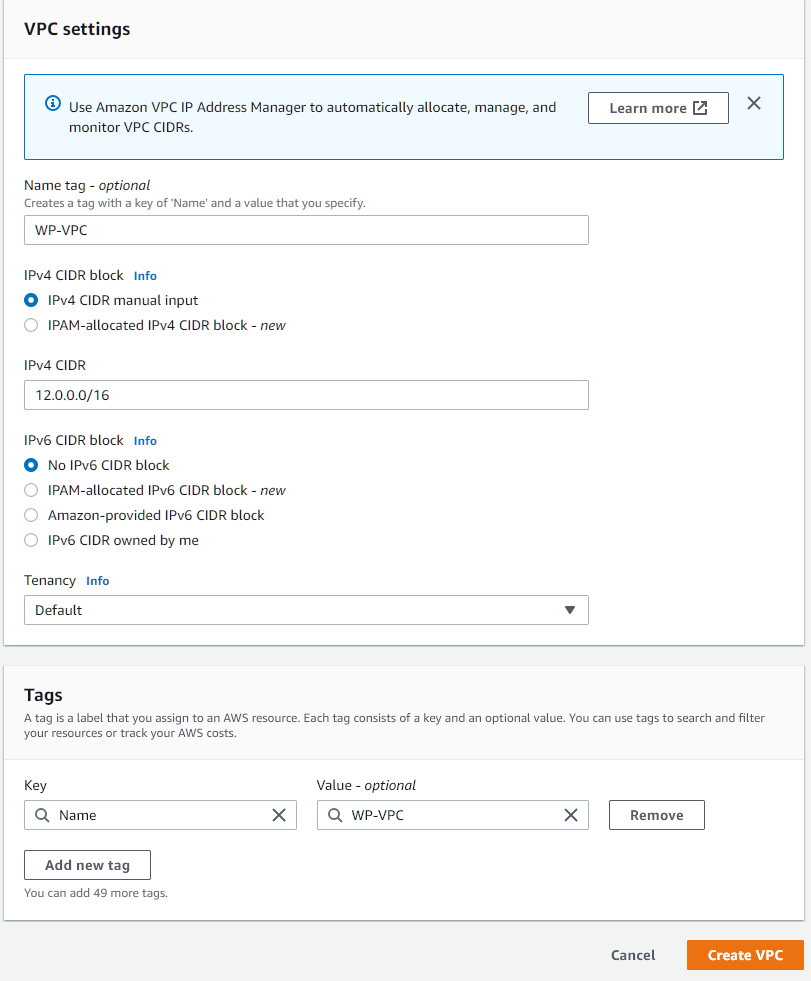 VPC settings
Use Amazon VPC IP Address Manager to automatically allocate, manage, and
monitor VPC CIDRs.
Learn more
Name tag - optional
Creates a tag with a key of 'Name' and a value that you specify.
WP-VPC
IPv4 CIDR block Info
IPv4 CIDR manual input
IPAM-allocated IPv4 CIDR block - new
IPv4 CIDR
12.0.0.0/16
IPv6 CIDR block Info
No IPv6 CIDR block
IPAM-allocated IPv6 CIDR block - new
Amazon-provided IPv6 CIDR block
IPv6 CIDR owned by me
Tenancy Info
Default
Tags
A tag is a label that you assign to an AWS resource. Each tag consists of a key and an optional value. You can use tags to search and filter
your resources or track your AWS costs.
Key Value - optional
Name WP-VPC Remove
Add new tag
You can add 49 more tags.
Cancel Create VPC